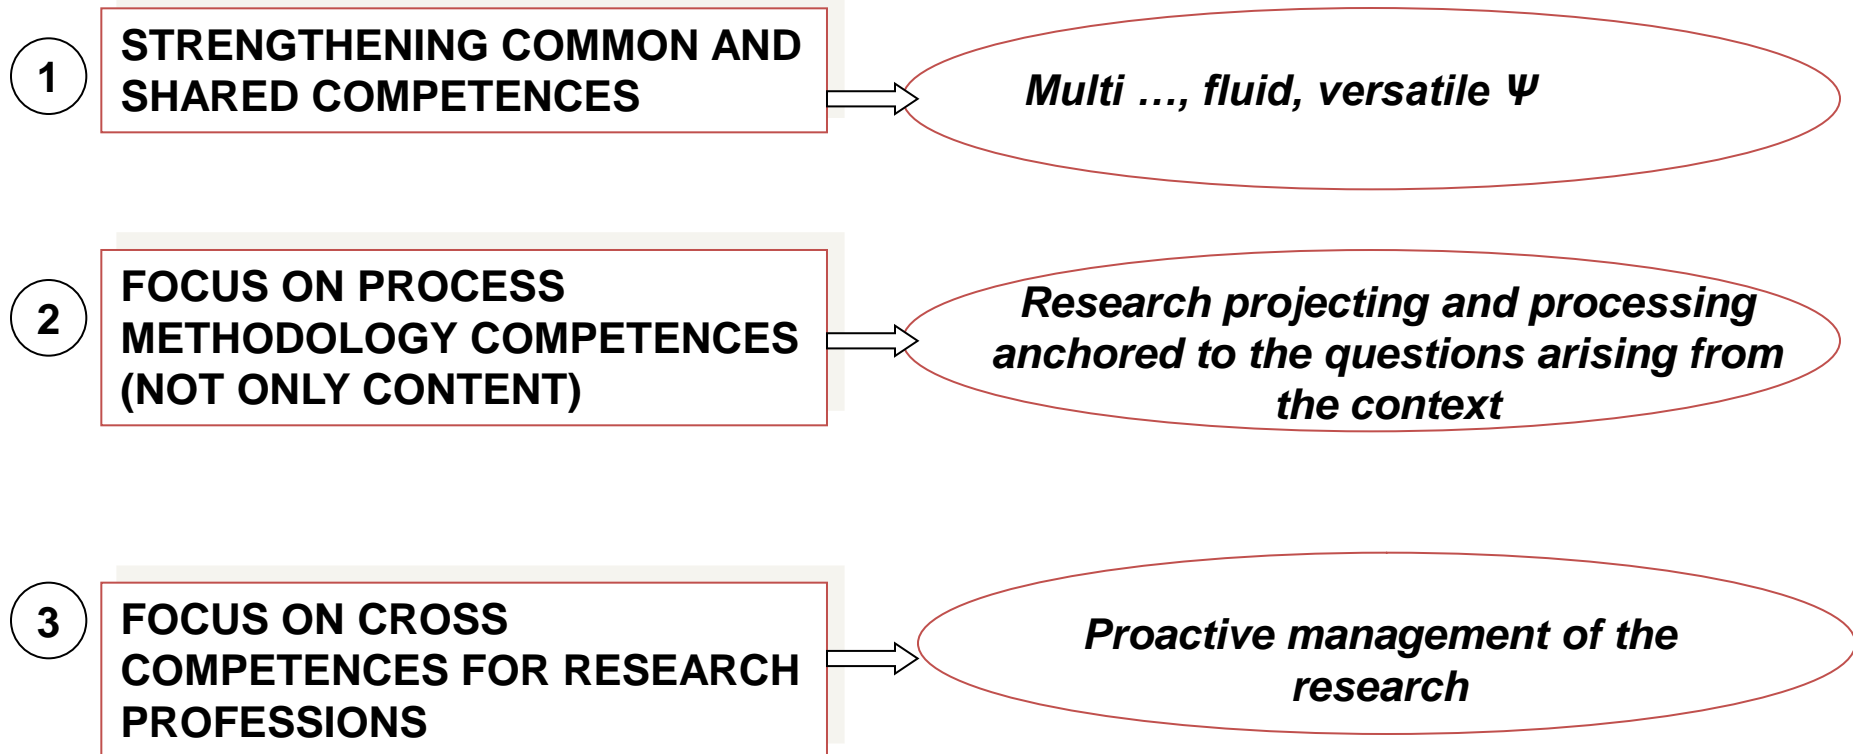 1
STRENGTHENING COMMON AND
SHARED COMPETENCES
Multi …, fluid, versatile Ψ
2
FOCUS ON PROCESS
METHODOLOGY COMPETENCES
(NOT ONLY CONTENT)
Research projecting and processing
anchored to the questions arising from
the context
3
FOCUS ON CROSS
COMPETENCES FOR RESEARCH
PROFESSIONS
Proactive management of the
research